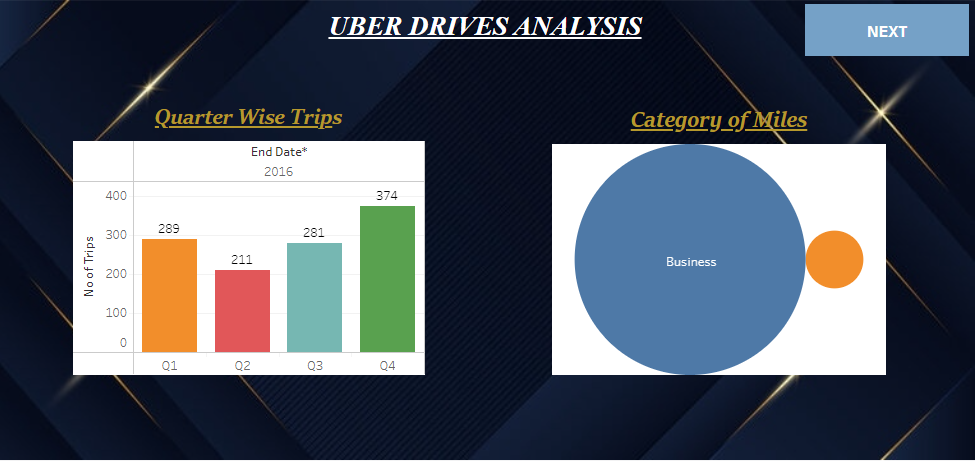 UBER DRIVES ANALYSIS
NEXT
Quarter Wise Trips
End Date*
2016
No of Trips
400
300
200
100
0
289
211
281
374
Q1 Q2 Q3 Q4
Category of Miles
Business